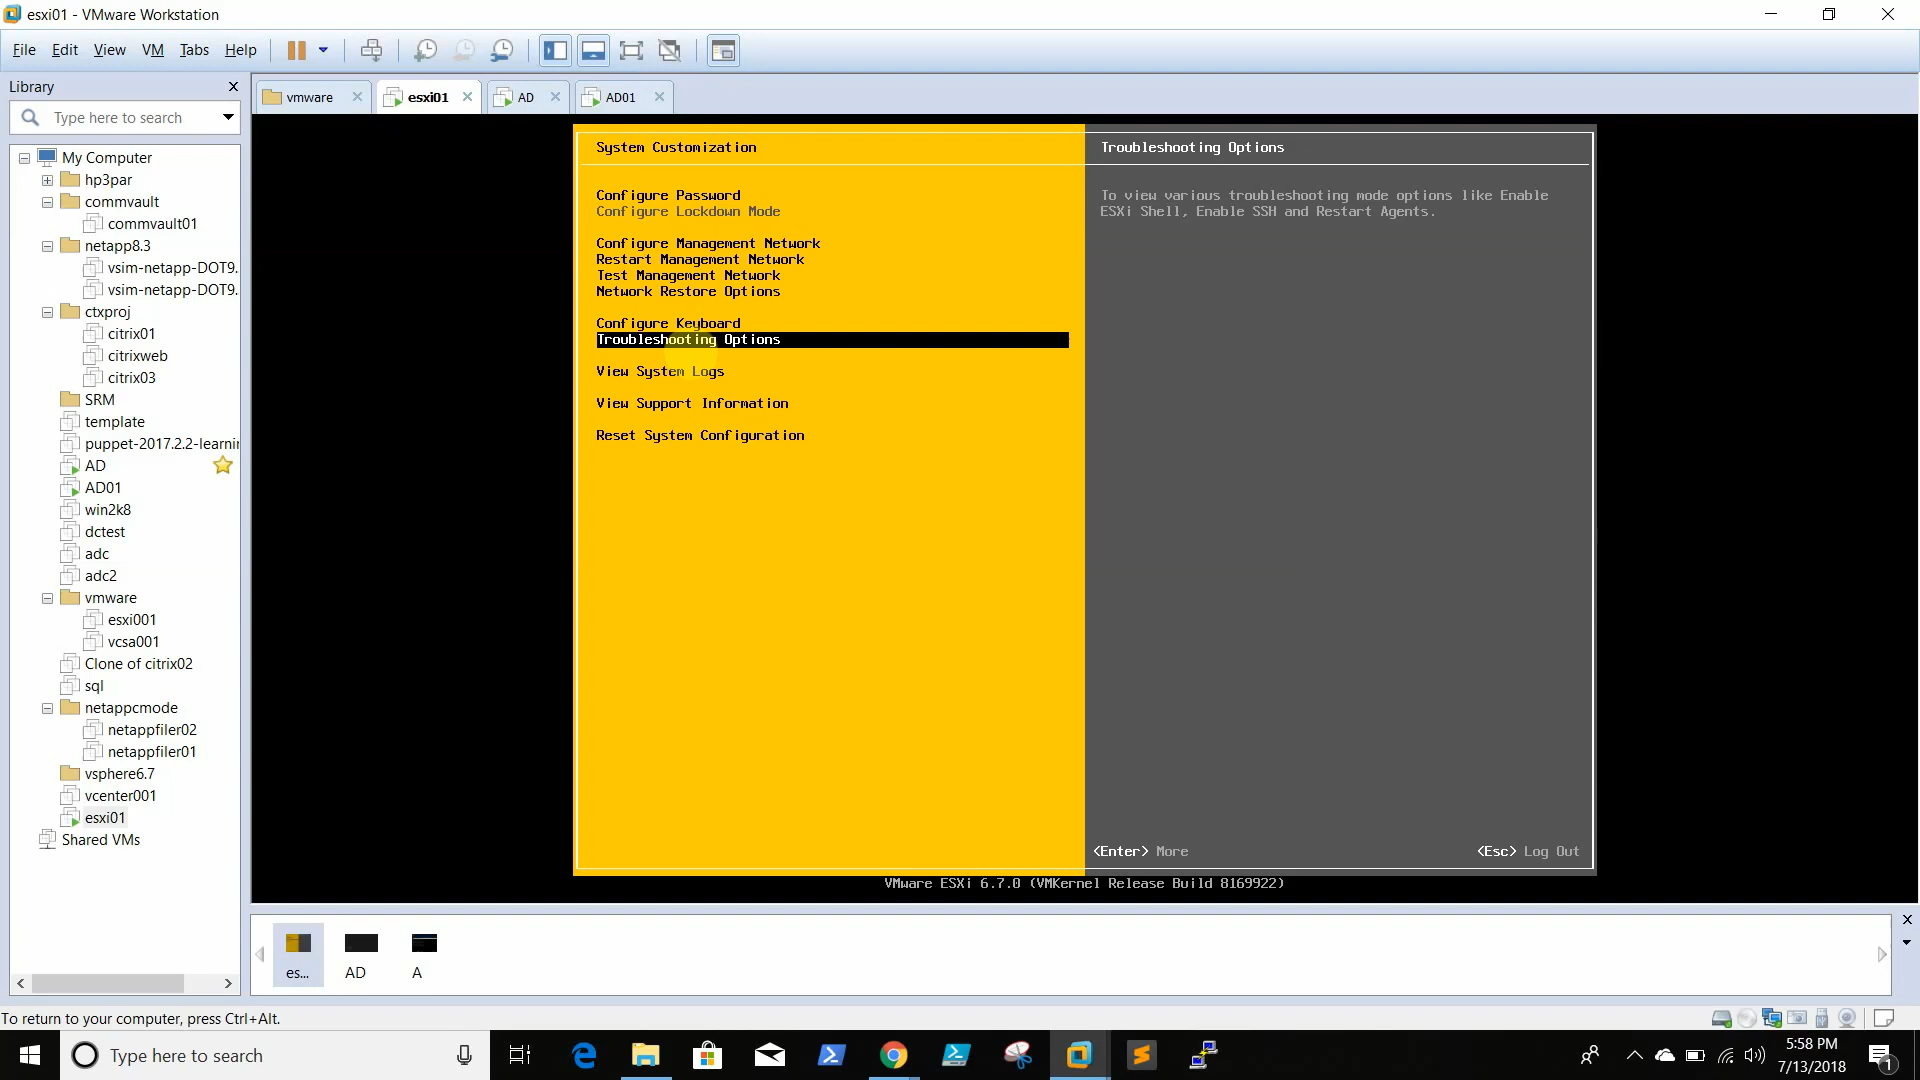 esxi01 - VMware Workstation
File Edit View VM Tabs Help
Library
Type here to search
My Computer
hp3par
commvault
commvault01
netapp8.3
vsim-netapp-DOT9.
vsim-netapp-DOT9.
ctxproj
citrix01
citrixweb
citrix03
SRM
template
puppet-2017.2.2-learnin
AD
AD01
win2k8
dctest
adc
adc2
vmware
esxi001
vcsa001
Clone of citrix02
sql
netappcmode
netappfiler02
netappfiler01
vsphere6.7
vcenter001
esxi01
Shared VMs
vmware esxi01 AD AD01
System Customization
Configure Password
Configure Lockdown Mode
Configure Management Network
Restart Management Network
Test Management Network
Network Restore Options
Configure Keyboard
Troubleshooting Options
View System Logs
View Support Information
Reset System Configuration
Troubleshooting Options
To view various troubleshooting mode options like Enable
ESXi Shell, Enable SSH and Restart Agents.
<Enter> More <Esc> Log Out
VMware ESXi 6.7.0 (VMKernel Release Build 8169922)
es... AD A
To return to your computer, press Ctrl+Alt.
Type here to search
5:58 PM
7/13/2018
1